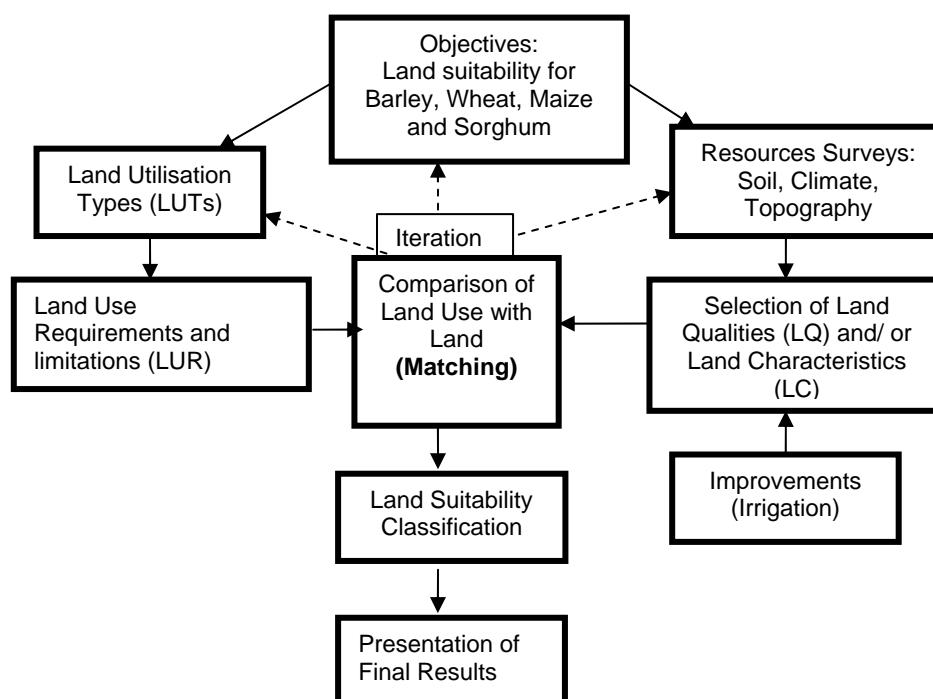 Objectives:
Land suitability for
Barley, Wheat, Maize
and Sorghum
Land Utilisation
Types (LUTs)
Resources Surveys:
Soil, Climate,
Topography
Iteration
Land Use
Requirements and
limitations (LUR)
Comparison of
Land Use with
Land
(Matching)
Selection of Land
Qualities (LQ) and/ or
Land Characteristics
(LC)
Improvements
(Irrigation)
Land Suitability
Classification
Presentation of
Final Results